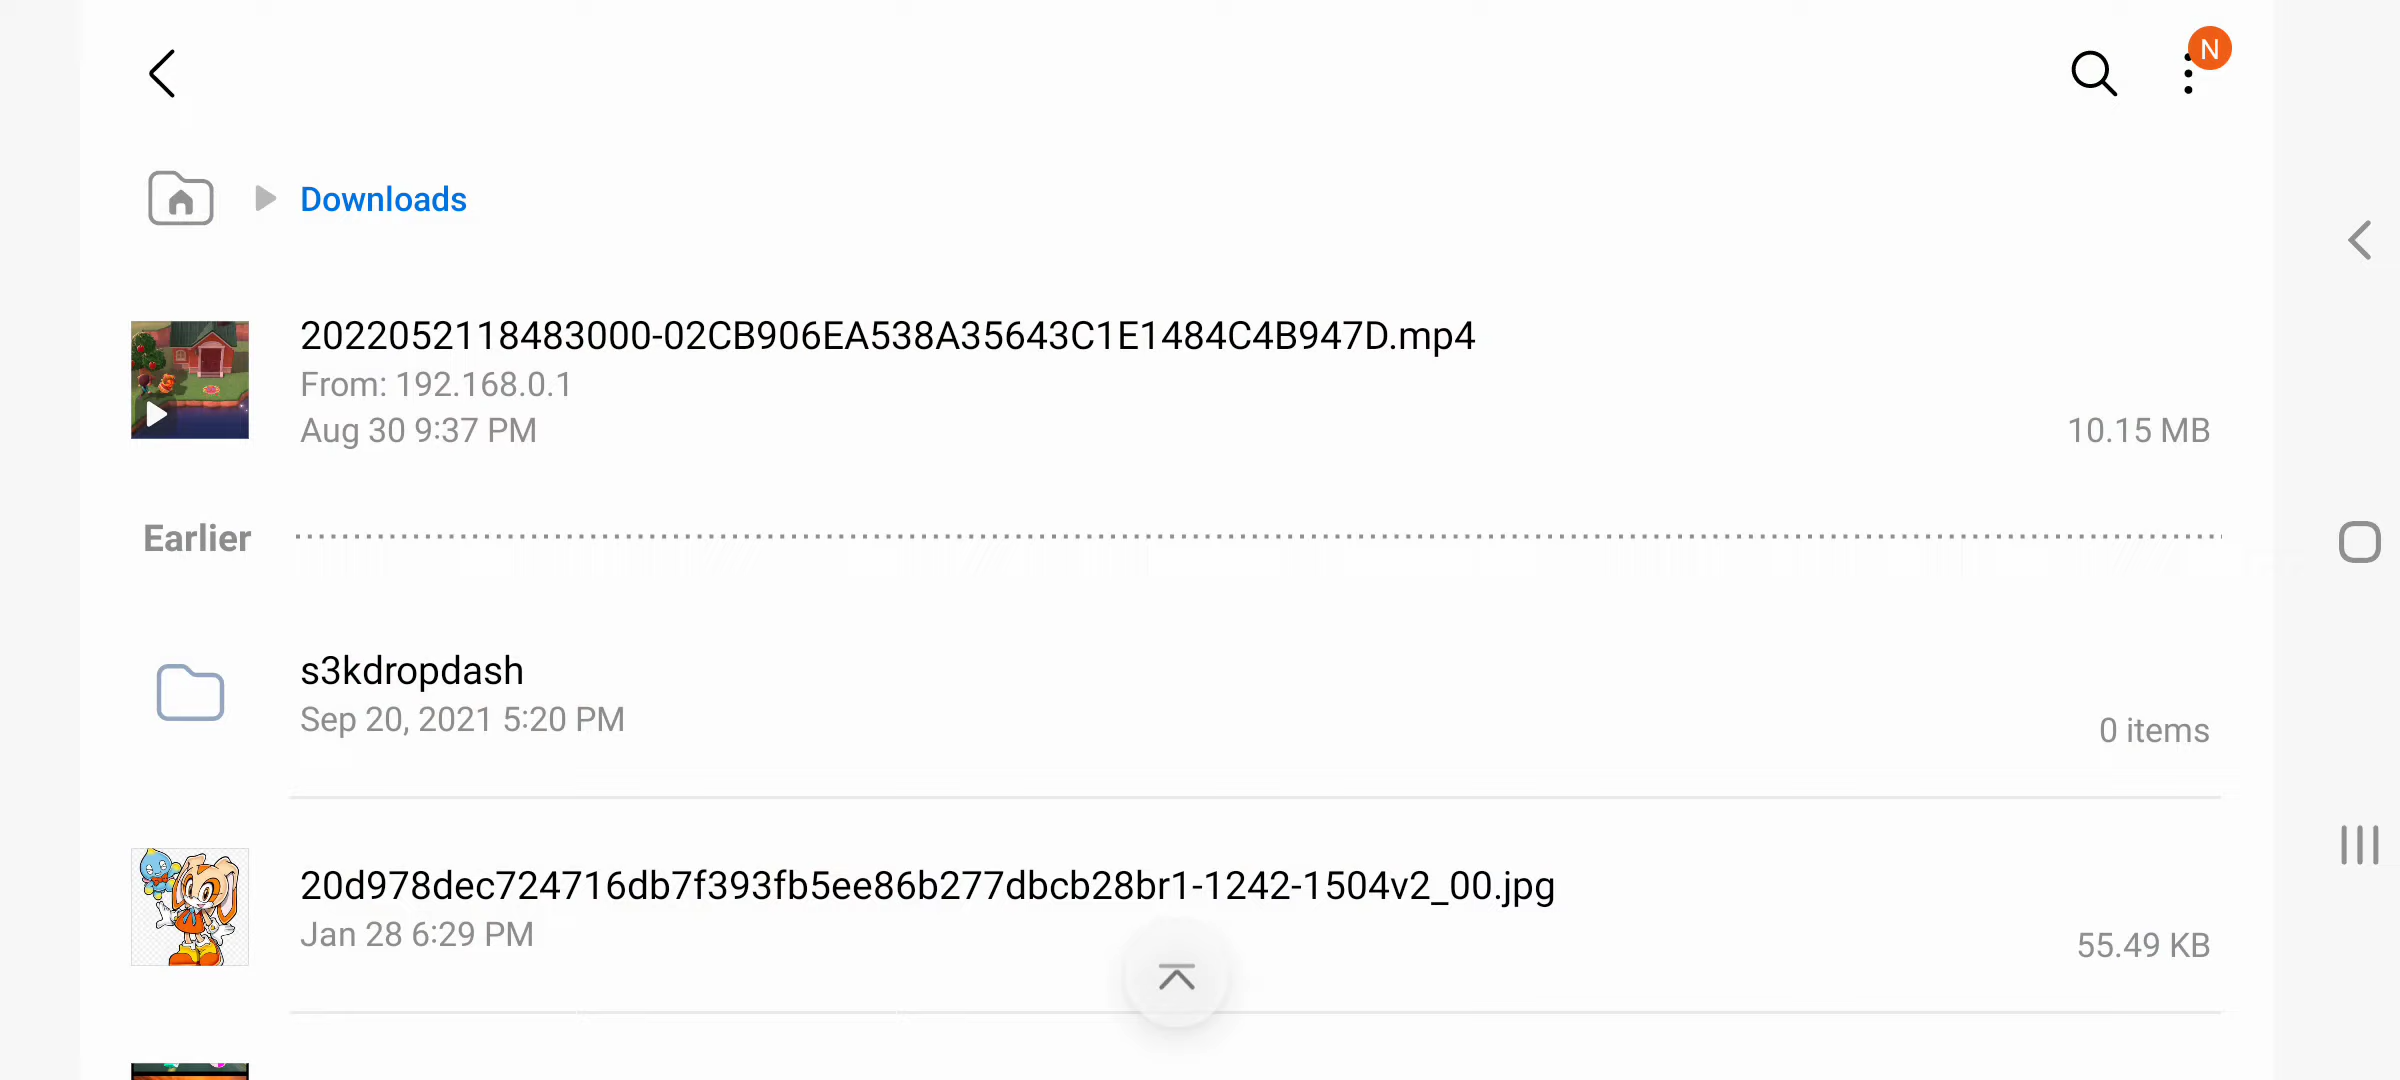 N
Downloads
2022052118483000-02CB906EA538A35643C1E1484C4B947D.mp4
From: 192.168.0.1
Aug 30 9:37 PM
10.15 MB
Earlier
s3kdropdash
Sep 20, 2021 5:20 PM
0 items
20d978dec724716db7f393fb5ee86b277dbcb28br1-1242-1504v2_00.jpg
Jan 28 6:29 PM
55.49 KB